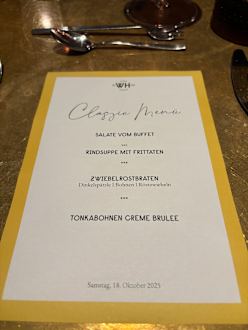 WH
Classic Menü
SALATE VOM BUFFET
...
RINDSUPPE MIT FRITTATEN
***
ZWIEBELROSTBRATEN
Dinkelspätzle | Bohnen | Röstzwiebeln
***
TONKABOHNEN CREME BRULEE
Samstag, 18. Oktober 2025